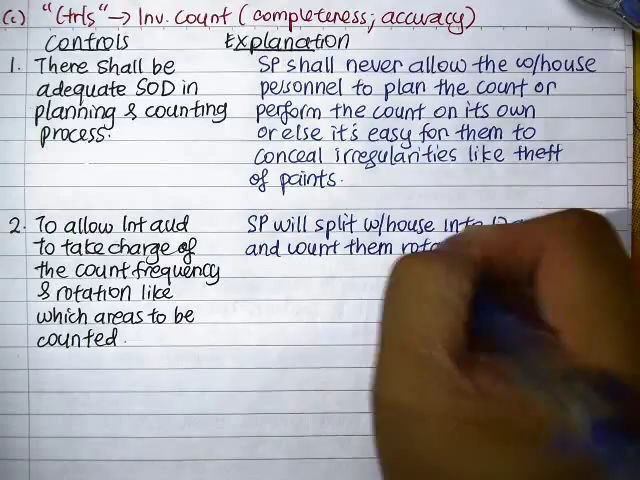 (c) "Ctrls" → Inv. Count (completeness; accuracy)
Controls Explanation
1. There shall be adequate SOD in planning & counting process.
SP shall never allow the w/house
personnel to plan the count or
perform the count on its own
or else it's easy for them to
conceal irregularities like theft
of paints.
2. To allow Int aud
to take charge of
the count frequency
& rotation like
which areas to be
counted.
SP will split w/house into 12
and count them